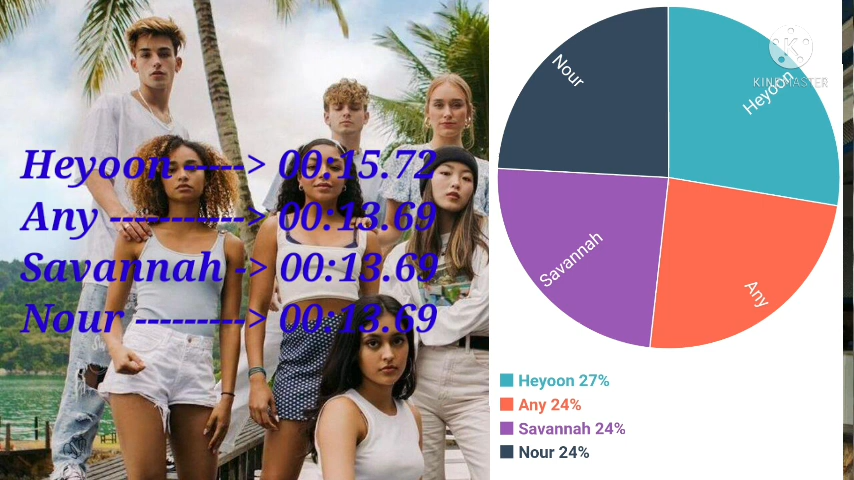 Heyoon -----> 00:15.72
Any -----------> 00:13.69
Savannah -> 00:13.69
Nour ---------> 00:13.69
Nour
Heyoon
KINEMASTER
Savannah
Any
Heyoon 27%
Any 24%
Savannah 24%
Nour 24%